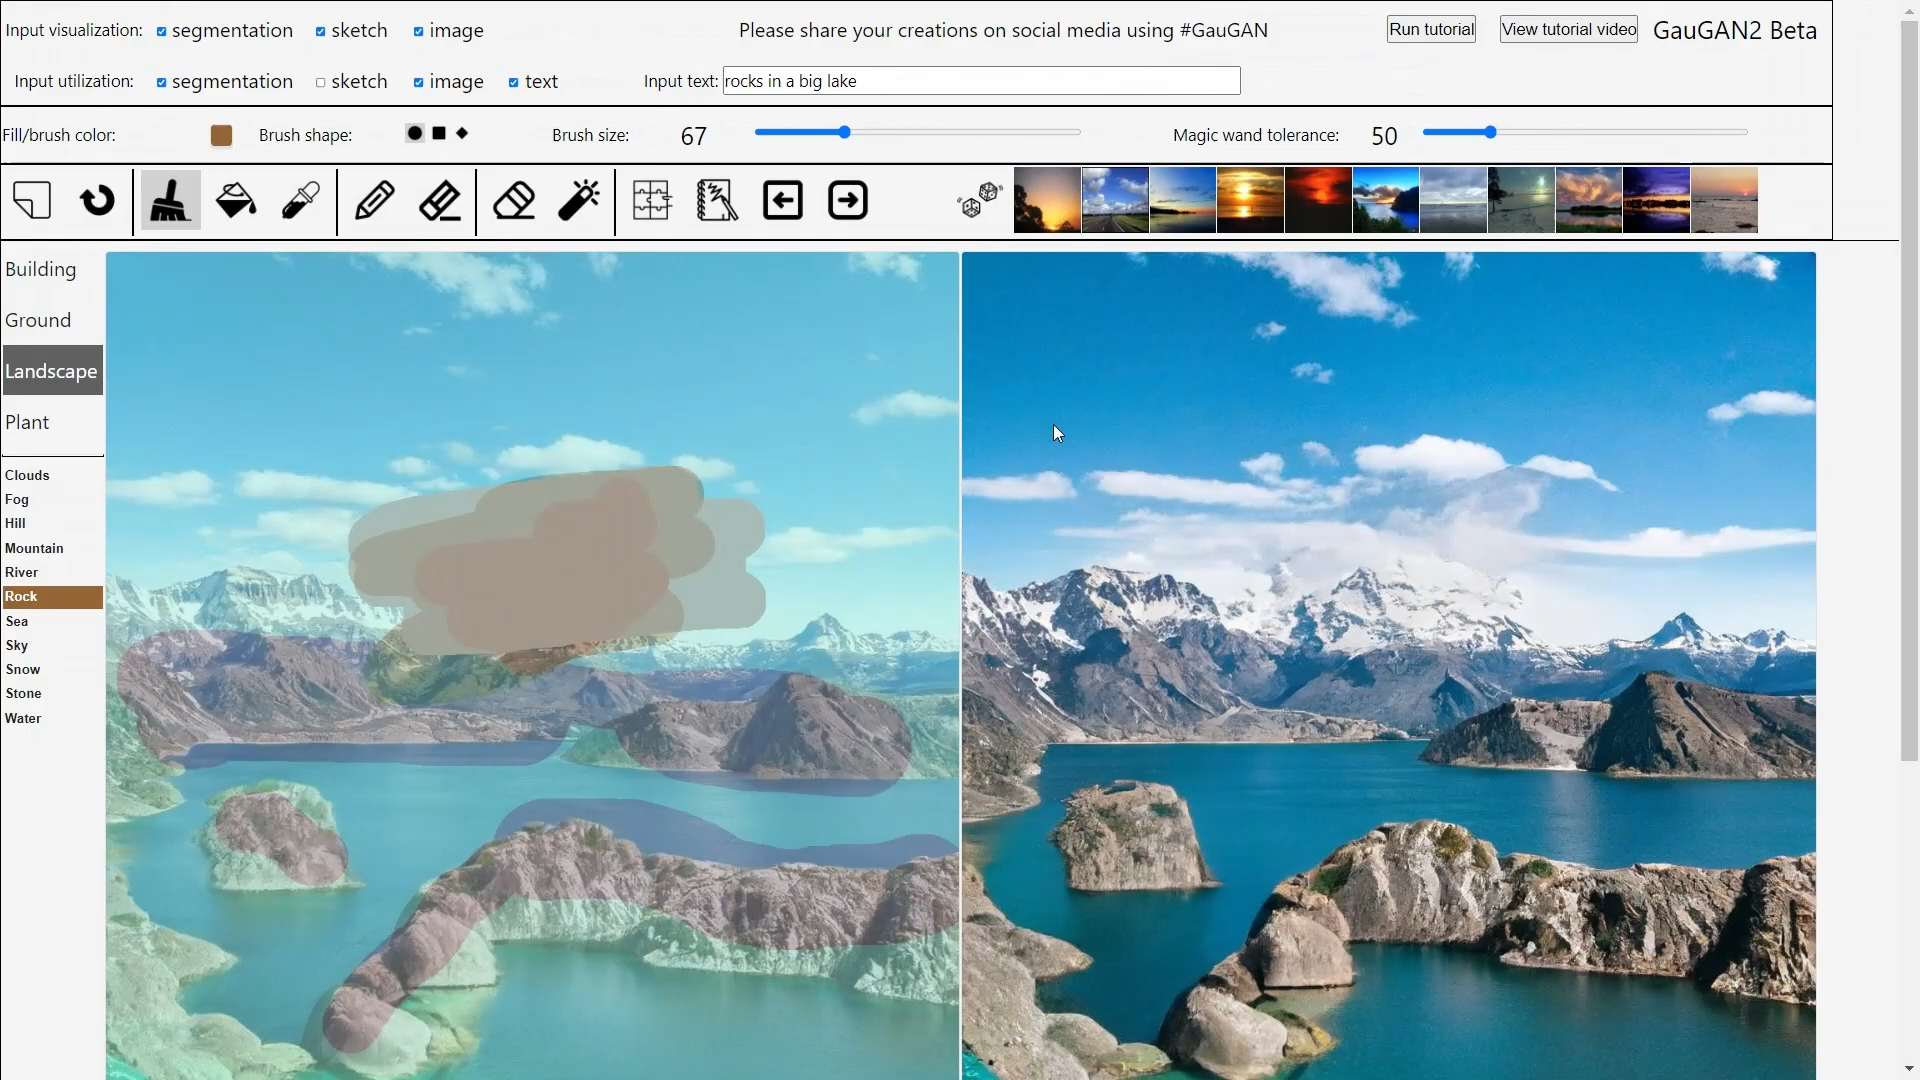 Input visualization: segmentation sketch image Please share your creations on social media using #GauGAN Run tutorial View tutorial video GauGAN2 Beta
Input utilization: segmentation sketch image text Input text: rocks in a big lake
Fill/brush color: Brush shape: Brush size: 67 Magic wand tolerance: 50
Building
Ground
Landscape
Plant
Clouds
Fog
Hill
Mountain
River
Rock
Sea
Sky
Snow
Stone
Water